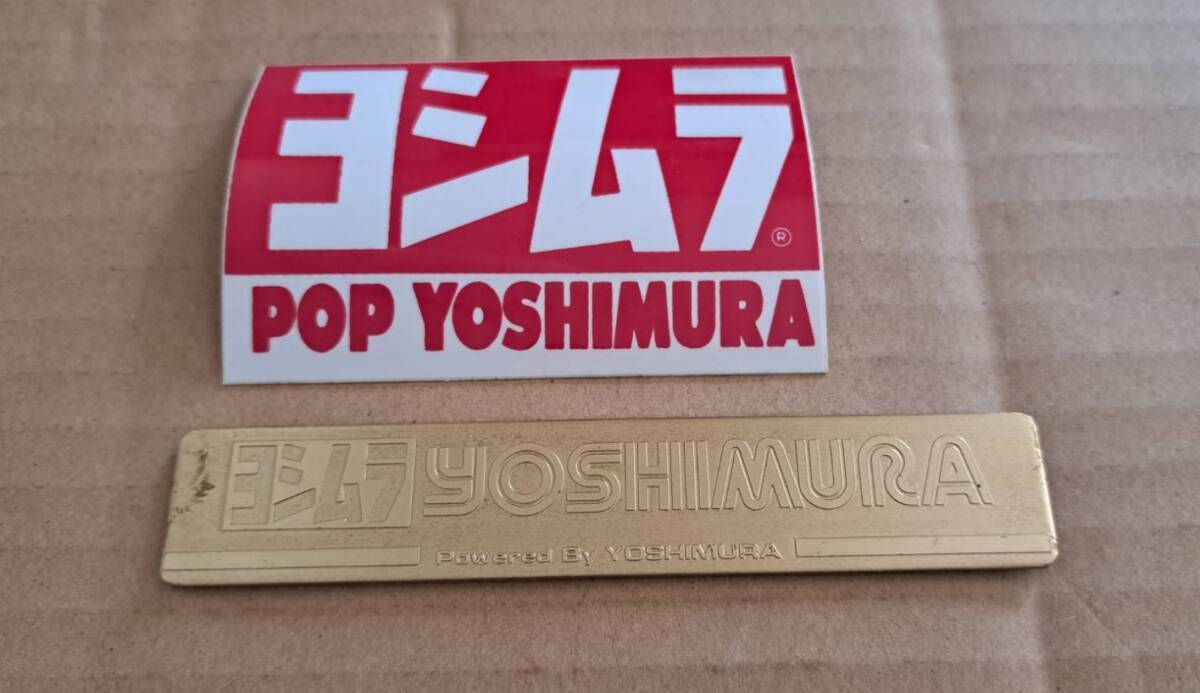 ヨシムラ®
POP YOSHIMURA
ヨシムラ YOSHIMURA
Powered By YOSHIMURA